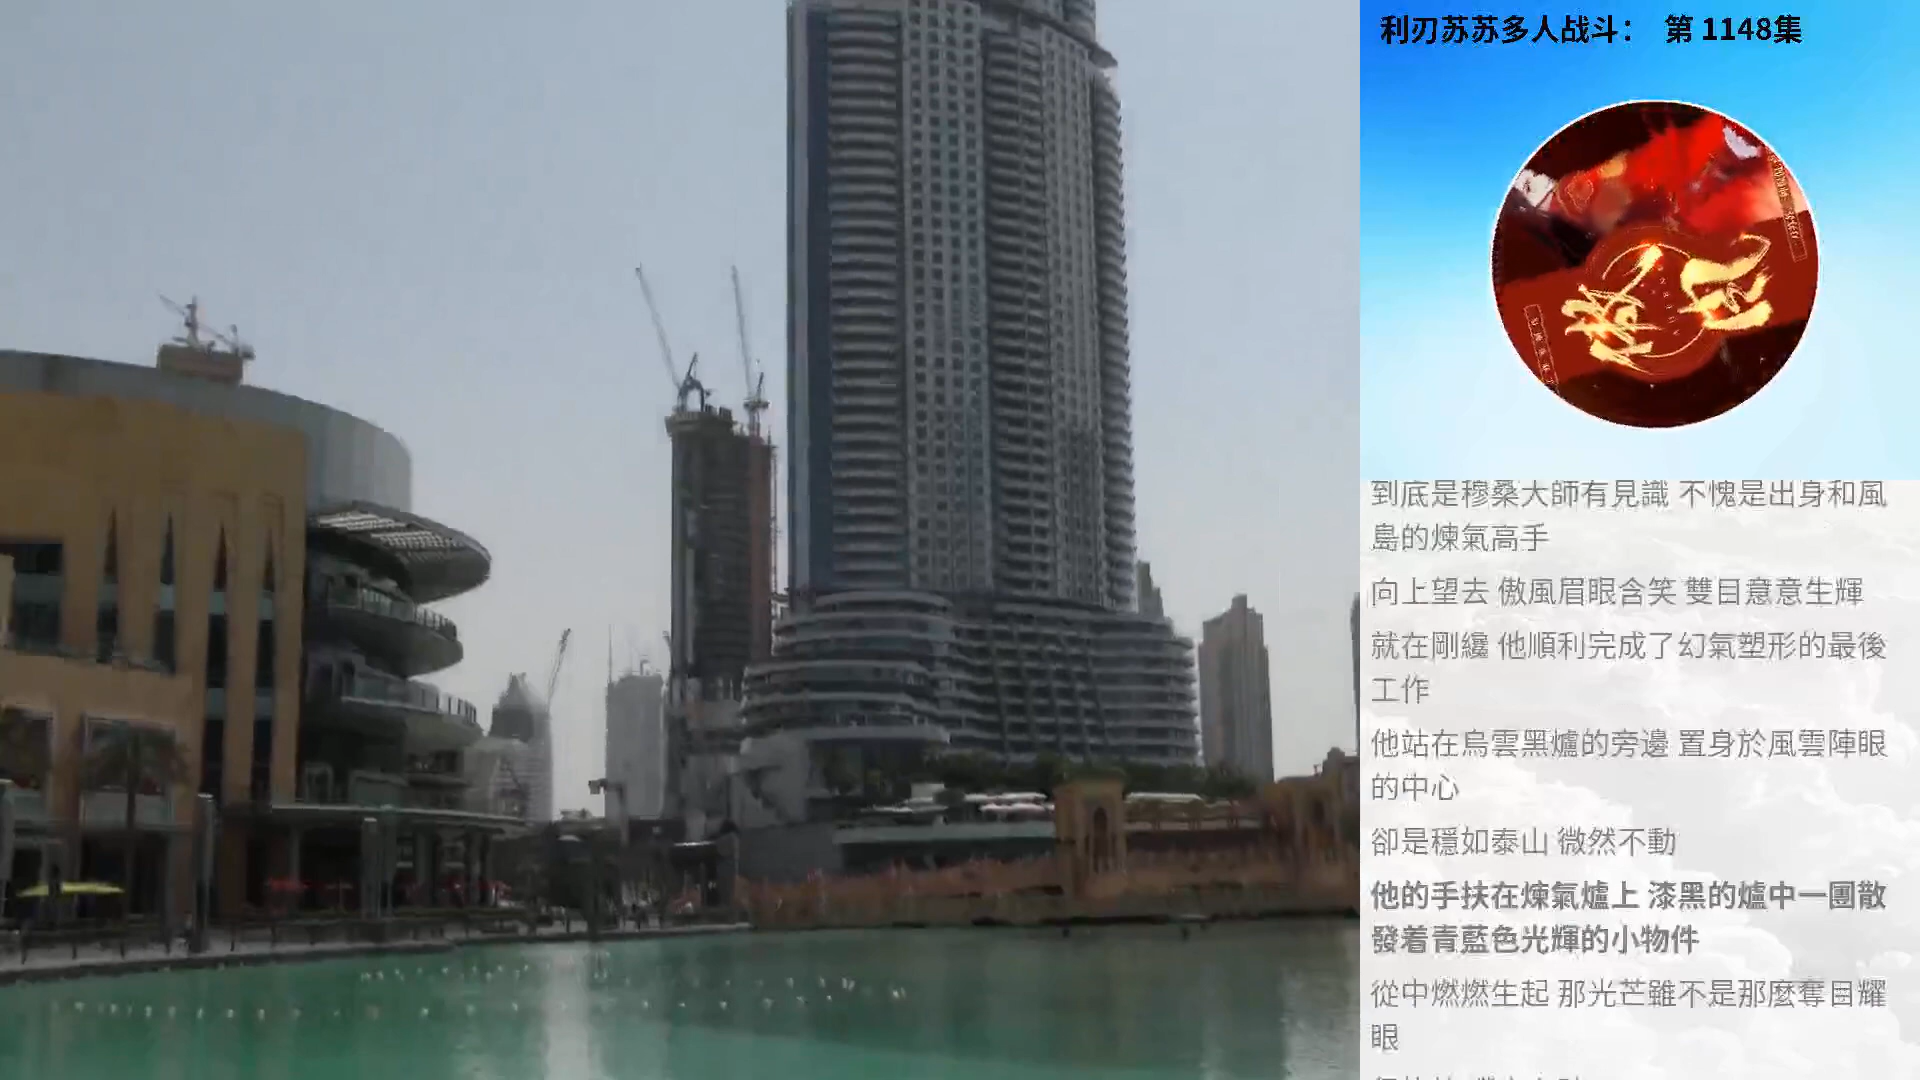 利刃苏苏多人战斗： 第 1148集
到底是穆桑大師有見識 不愧是出身和風
島的煉氣高手
向上望去 傲風眉眼含笑 雙目意意生輝
就在剛纔 他順利完成了幻氣塑形的最後
工作
他站在烏雲黑爐的旁邊 置身於風雲陣眼
的中心
卻是穩如泰山 微然不動
他的手扶在煉氣爐上 漆黑的爐中一團散
發着青藍色光輝的小物件
從中燃燃生起 那光芒雖不是那麼奪目耀
眼